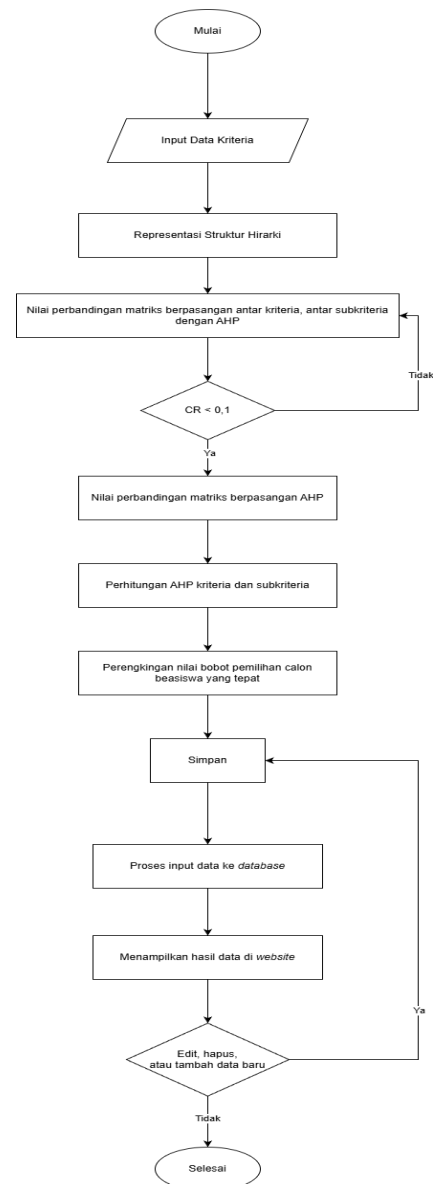 Mulai
Input Data Kriteria
Representasi Struktur Hirarki
Nilai perbandingan matriks berpasangan antar kriteria, antar subkriteria
dengan AHP
Tidak
CR < 0,1
Ya
Nilai perbandingan matriks berpasangan AHP
Perhitungan AHP kriteria dan subkriteria
Perengkingan nilai bobot pemilihan calon
beasiswa yang tepat
Simpan
Proses input data ke database
Menampilkan hasil data di website
Ya
Edit, hapus,
atau tambah data baru
Tidak
Selesai